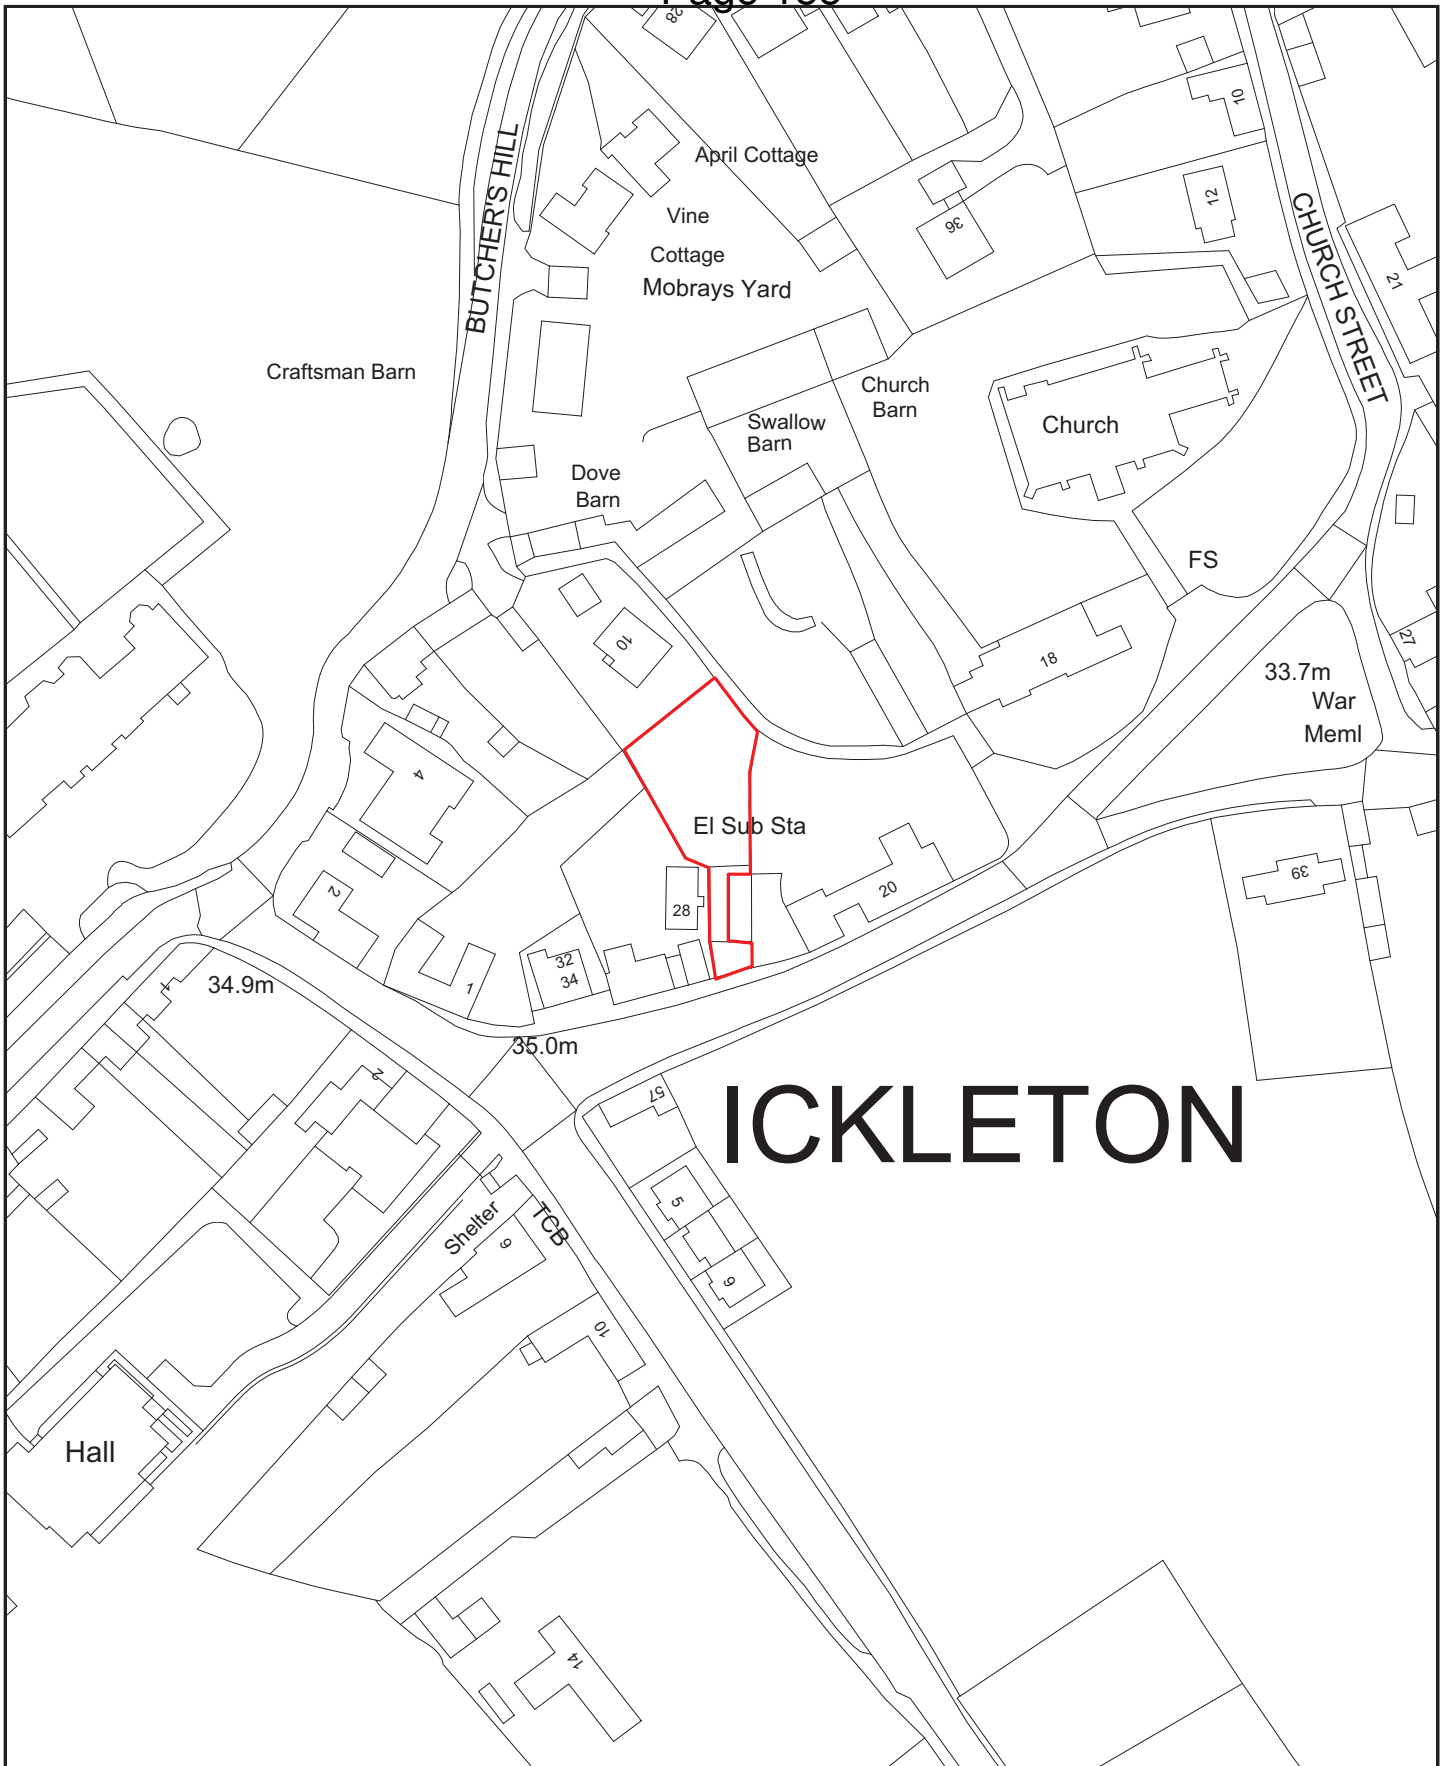 28
10
April Cottage
BUTCHER'S HILL
12
CHURCH STREET
Vine
Cottage
36
Mobrays Yard
21
Craftsman Barn
Church
Barn
Swallow
Barn
Church
Dove
Barn
FS
10
18
27
33.7m
War
Meml
4
El Sub Sta
2
28
20
39
32
34
1
34.9m
35.0m
2
57
ICKLETON
5
Shelter
TCB
9
9
10
Hall
14